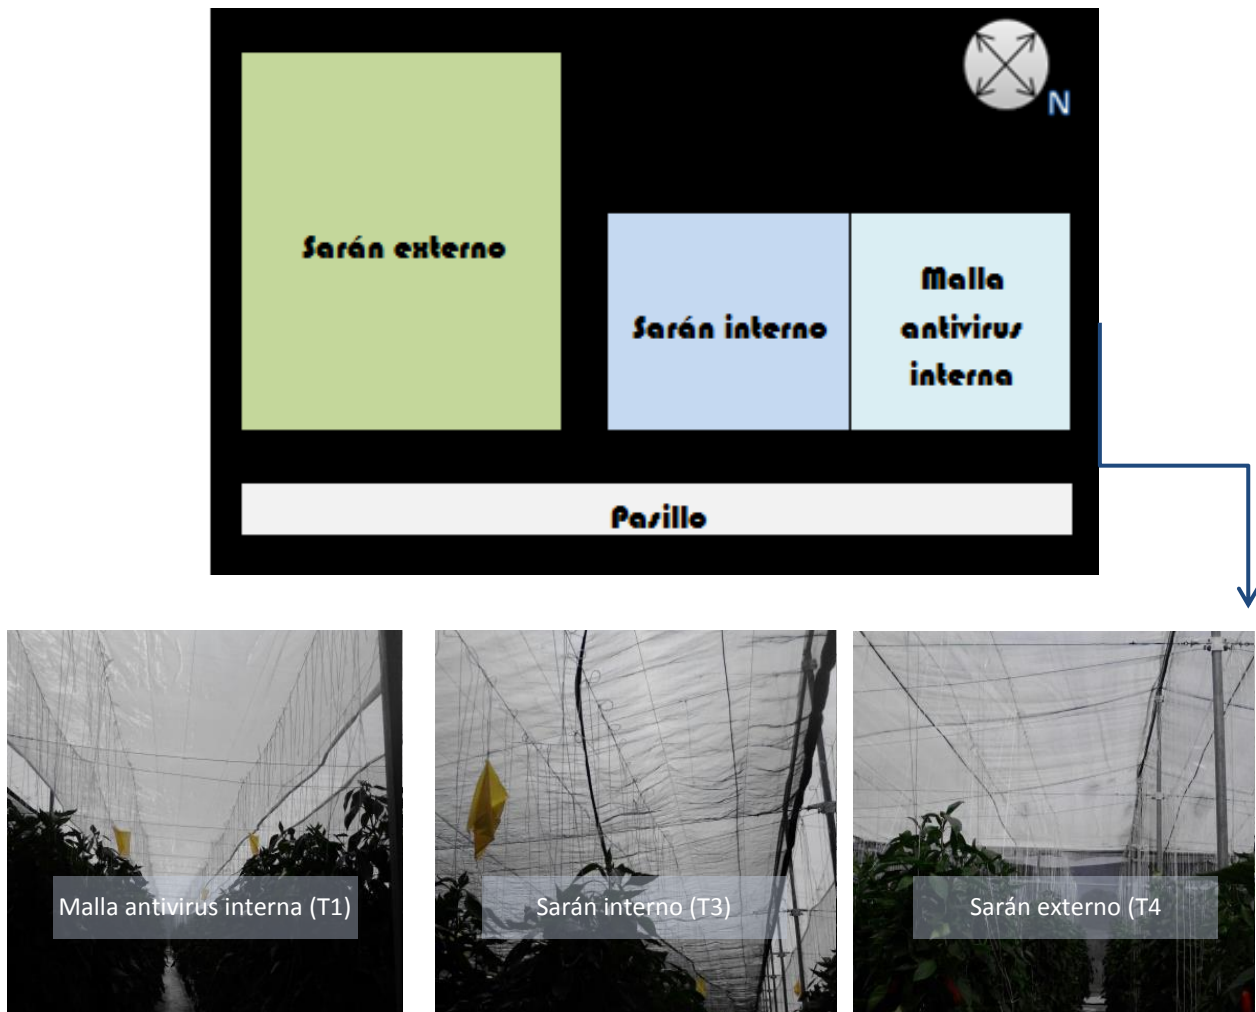 N
Sarán externo
Sarán interno
Malla
antivirus
interna
Pasillo
Malla antivirus interna (T1)
Sarán interno (T3)
Sarán externo (T4